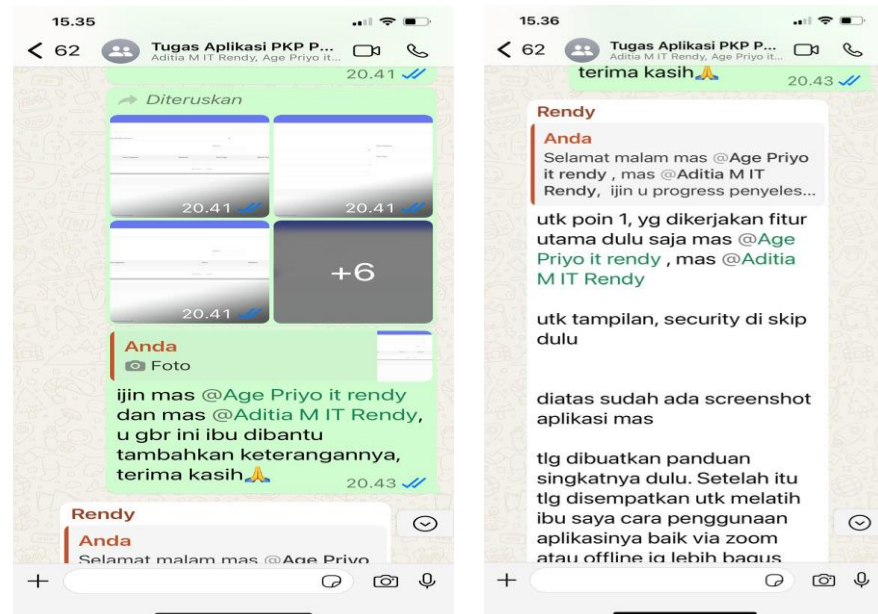 15.35
62
Tugas Aplikasi PKP P...
Aditia M IT Rendy, Age Priyo it...
20.41
Diteruskan
20.41
20.41
20.41
+6
Anda
Foto
ijin mas @Age Priyo it rendy
dan mas @Aditia M IT Rendy,
u gbr ini ibu dibantu
tambahkan keterangannya,
terima kasih🙏
20.43
Rendy
Anda
Selamat malam mas @Age Priyo
15.36
62
Tugas Aplikasi PKP P...
Aditia M IT Rendy, Age Priyo it...
terima kasih🙏
20.43
Rendy
Anda
Selamat malam mas @Age Priyo
it rendy , mas @Aditia M IT
Rendy, ijin u progress penyeles...
utk poin 1, yg dikerjakan fitur
utama dulu saja mas @Age
Priyo it rendy , mas @Aditia
M IT Rendy
utk tampilan, security di skip
dulu
diatas sudah ada screenshot
aplikasi mas
tlg dibuatkan panduan
singkatnya dulu. Setelah itu
tlg disempatkan utk melatih
ibu saya cara penggunaan
aplikasinya baik via zoom
atau offline jg lebih bagus